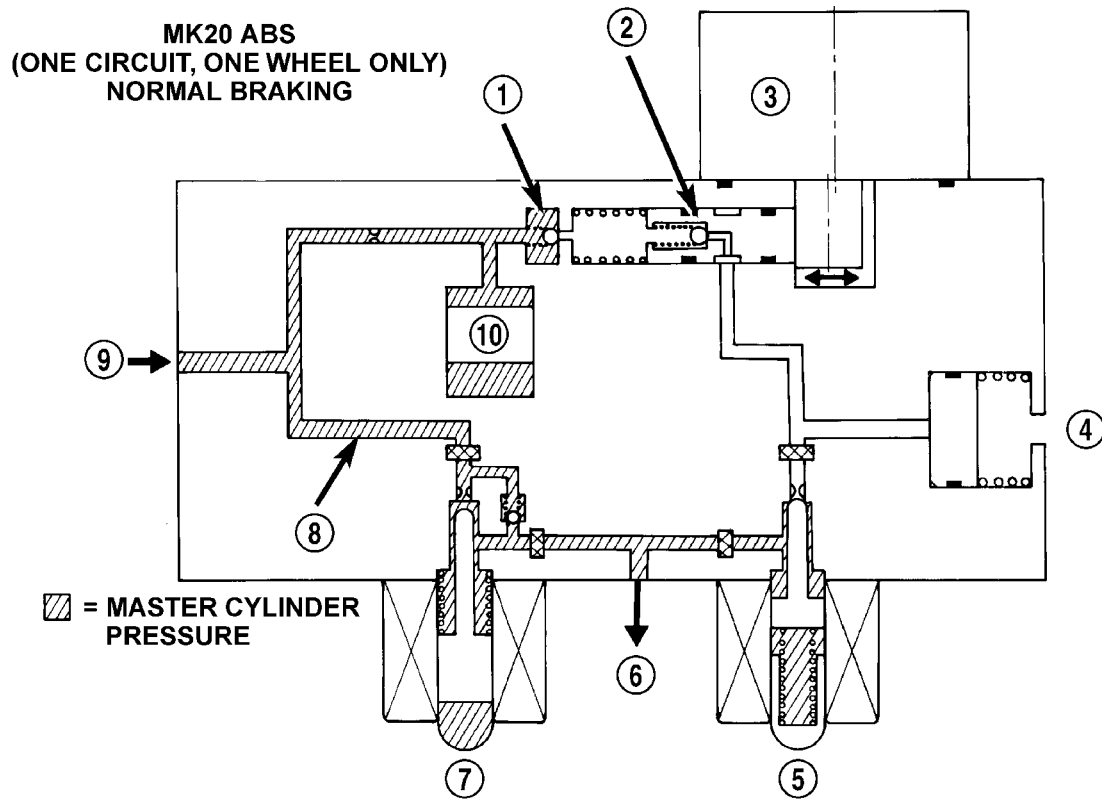 MK20 ABS
(ONE CIRCUIT, ONE WHEEL ONLY)
NORMAL BRAKING
1
2
3
9
10
4
8
= MASTER CYLINDER
PRESSURE
6
7
5